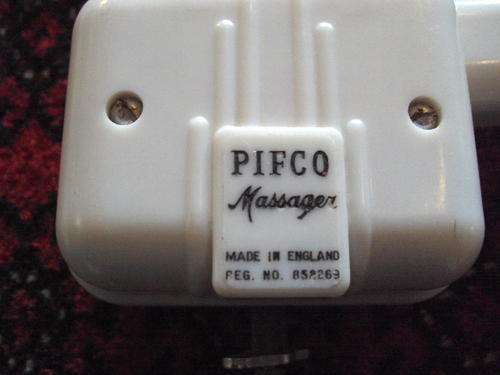 PIFCO
Massager
MADE IN ENGLAND
REG. NO. 858269